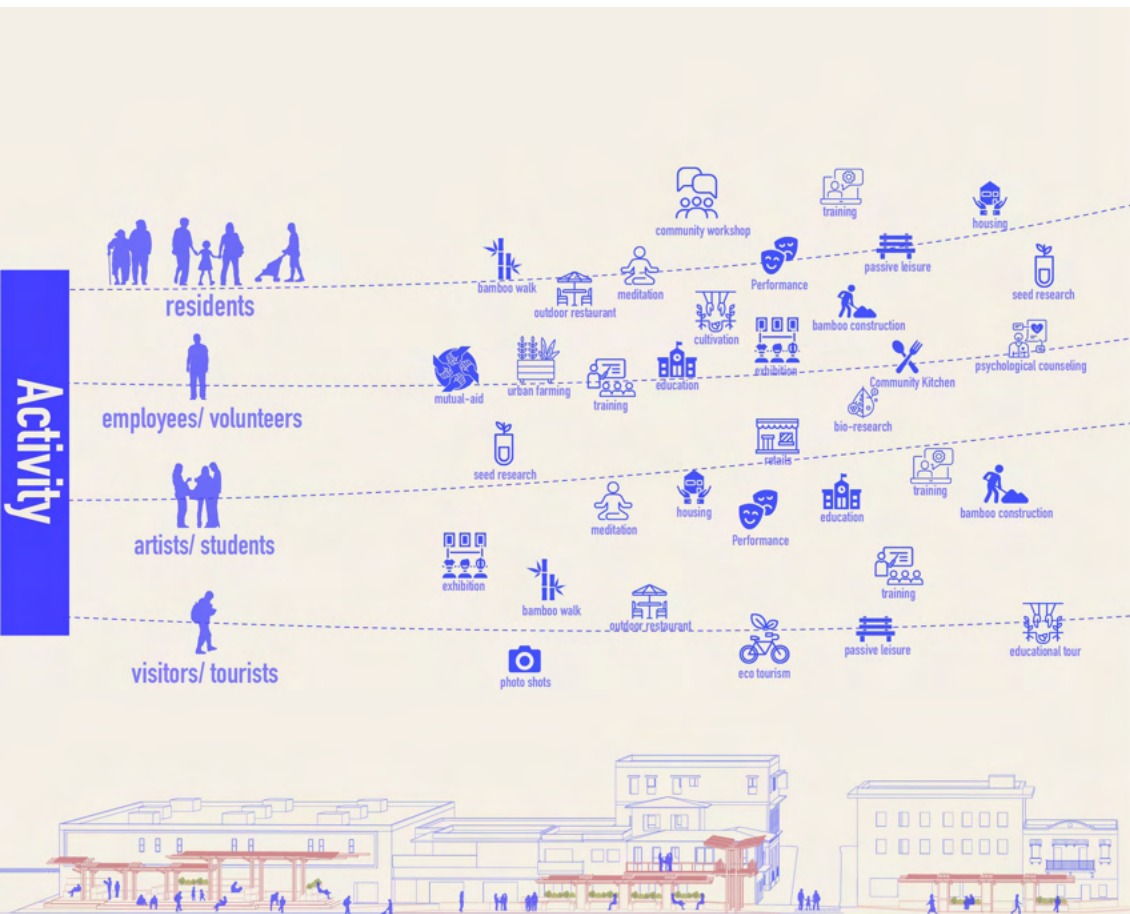 Activity
community workshop
training
housing
bamboo walk
outdoor restaurant
meditation
Performance
passive leisure
seed research
residents
cultivation
bamboo construction
mutual-aid
urban farming
training
education
exhibition
Community Kitchen
psychological counseling
employees/ volunteers
bio-research
seed research
retails
meditation
housing
Performance
education
training
bamboo construction
artists/ students
exhibition
bamboo walk
outdoor restaurant
training
visitors/ tourists
photo shots
eco tourism
passive leisure
educational tour